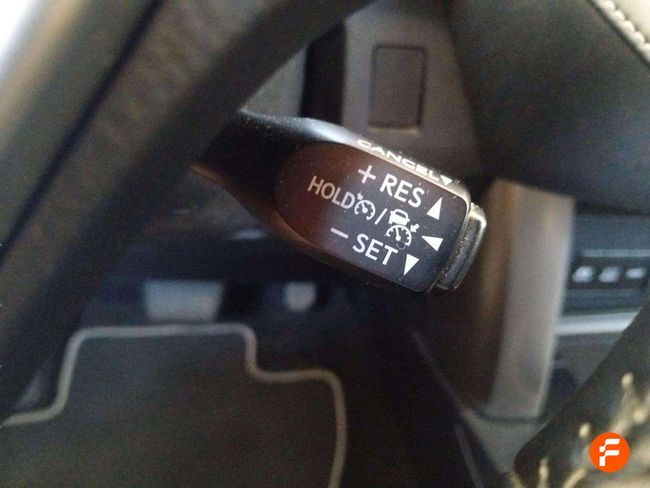 CANCEL▼
+ RES ▲
HOLD / ◀
− SET ▼